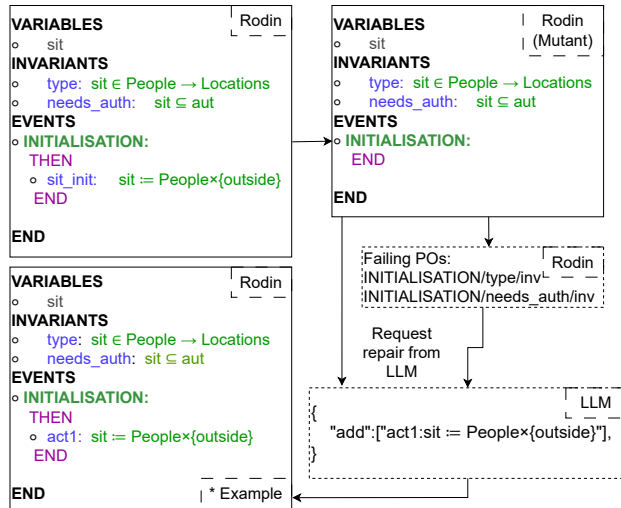 VARIABLES
Rodin
sit
INVARIANTS
type: sit ∈ People → Locations
needs_auth: sit ⊆ aut
EVENTS
INITIALISATION:
THEN
sit_init: sit ≔ People×{outside}
END
END
VARIABLES
Rodin
(Mutant)
sit
INVARIANTS
type: sit ∈ People → Locations
needs_auth: sit ⊆ aut
EVENTS
INITIALISATION:
END
END
Failing POs:
Rodin
INITIALISATION/type/inv
INITIALISATION/needs_auth/inv
Request
repair from
LLM
LLM
{
"add":["act1:sit ≔ People×{outside}"],
}
VARIABLES
Rodin
sit
INVARIANTS
type: sit ∈ People → Locations
needs_auth: sit ⊆ aut
EVENTS
INITIALISATION:
THEN
act1: sit ≔ People×{outside}
END
END
* Example